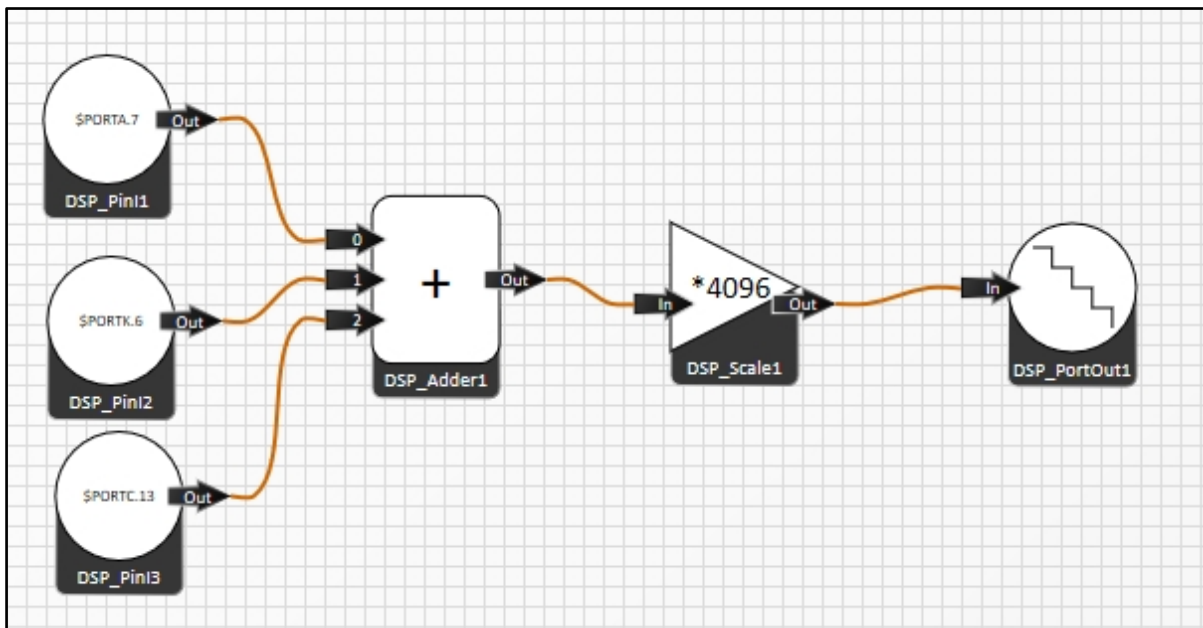 $PORTA.7
Out
DSP_PinI1
$PORTK.6
Out
DSP_PinI2
$PORTC.13
Out
DSP_PinI3
0
1
2
+
Out
DSP_Adder1
In
*4096
Out
DSP_Scale1
In
DSP_PortOut1